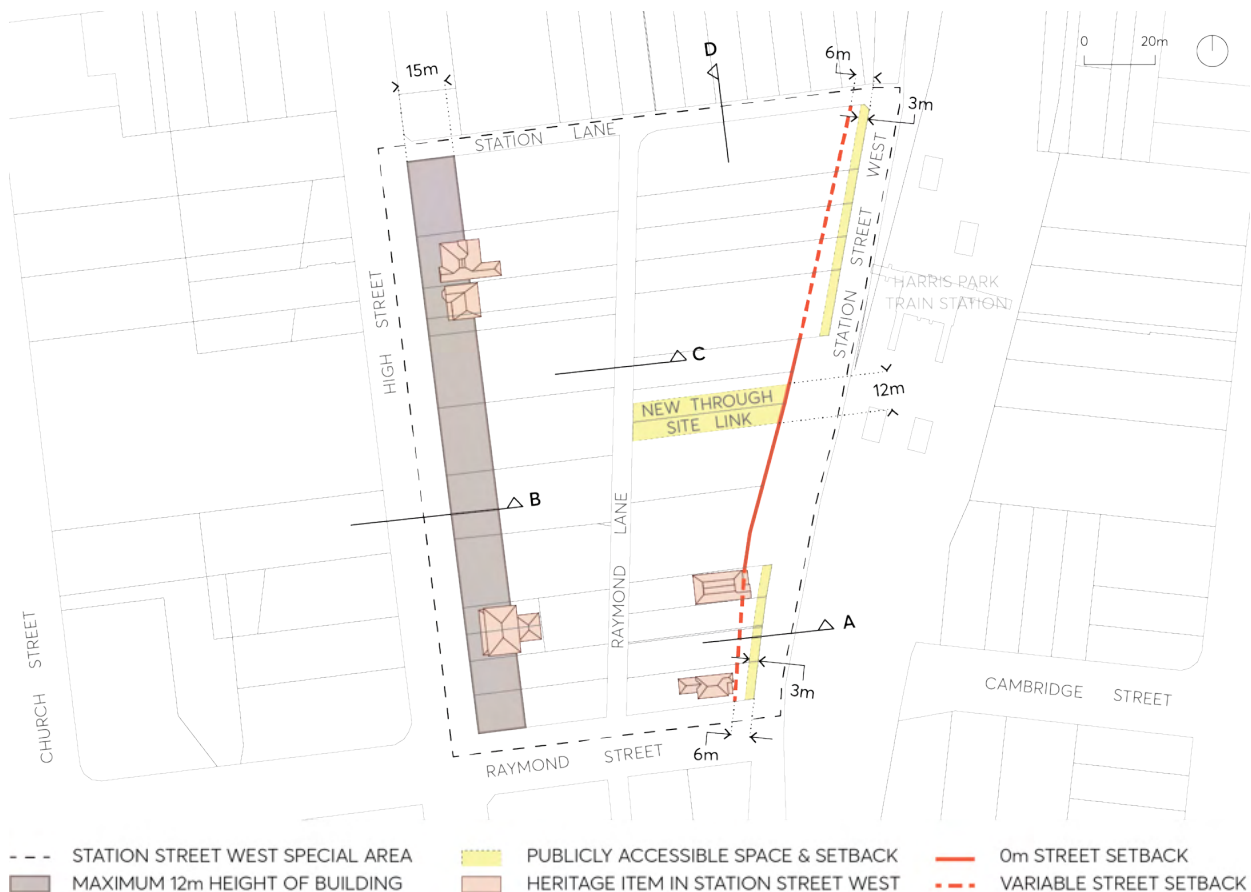 D
6m
0 20m
15m
3m
STATION LANE
STATION STREET WEST
HIGH STREET
HARRIS PARK
TRAIN STATION
C
12m
NEW THROUGH
SITE LINK
B
RAYMOND LANE
A
3m
CHURCH STREET
CAMBRIDGE STREET
6m
RAYMOND STREET
STATION STREET WEST SPECIAL AREA
PUBLICLY ACCESSIBLE SPACE & SETBACK
0m STREET SETBACK
MAXIMUM 12m HEIGHT OF BUILDING
HERITAGE ITEM IN STATION STREET WEST
VARIABLE STREET SETBACK